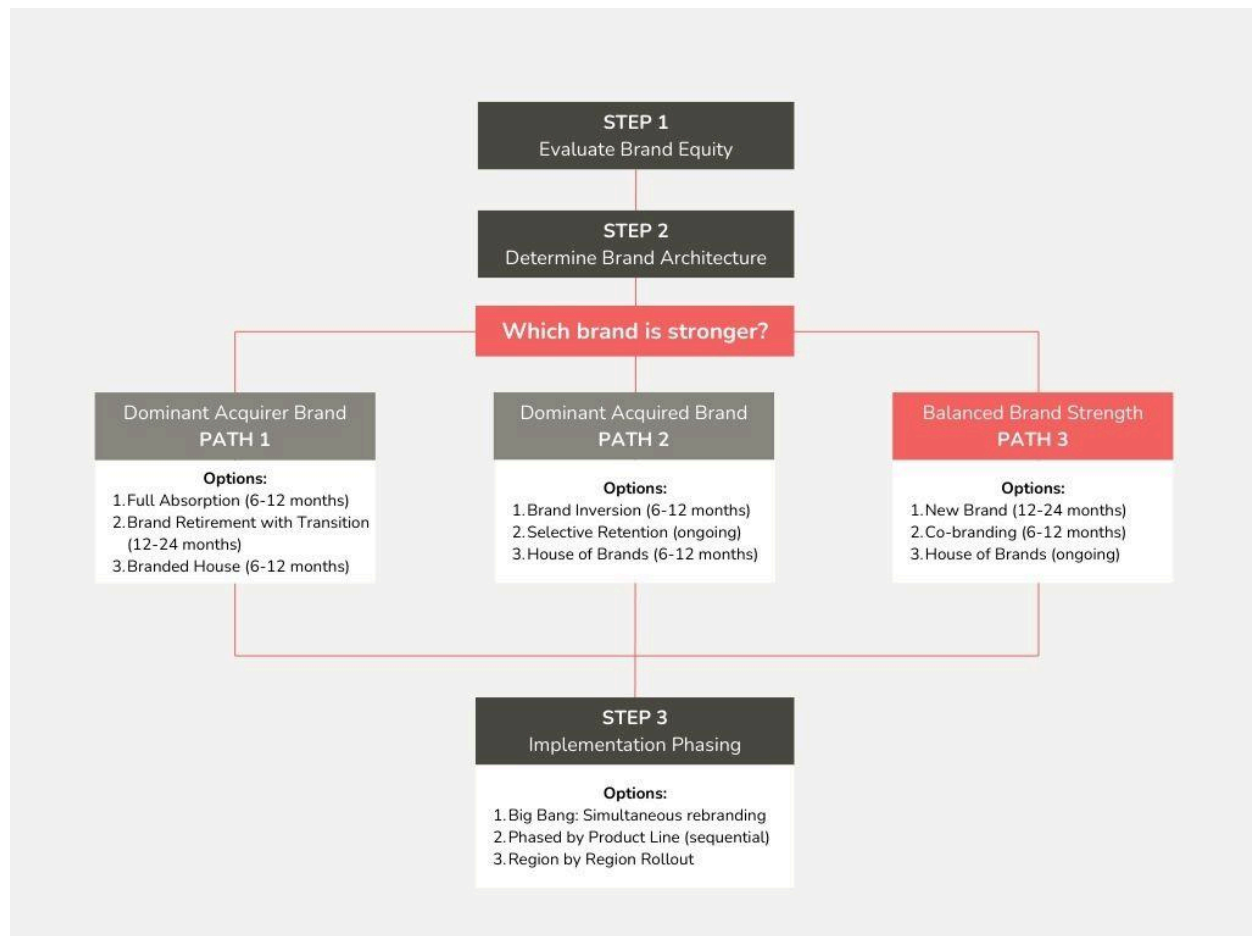 STEP 1
Evaluate Brand Equity
STEP 2
Determine Brand Architecture
Which brand is stronger?
Dominant Acquirer Brand
PATH 1
Options:
1. Full Absorption (6-12 months)
2. Brand Retirement with Transition
(12-24 months)
3. Branded House (6-12 months)
Dominant Acquired Brand
PATH 2
Options:
1. Brand Inversion (6-12 months)
2. Selective Retention (ongoing)
3. House of Brands (6-12 months)
Balanced Brand Strength
PATH 3
Options:
1. New Brand (12-24 months)
2. Co-branding (6-12 months)
3. House of Brands (ongoing)
STEP 3
Implementation Phasing
Options:
1. Big Bang: Simultaneous rebranding
2. Phased by Product Line (sequential)
3. Region by Region Rollout